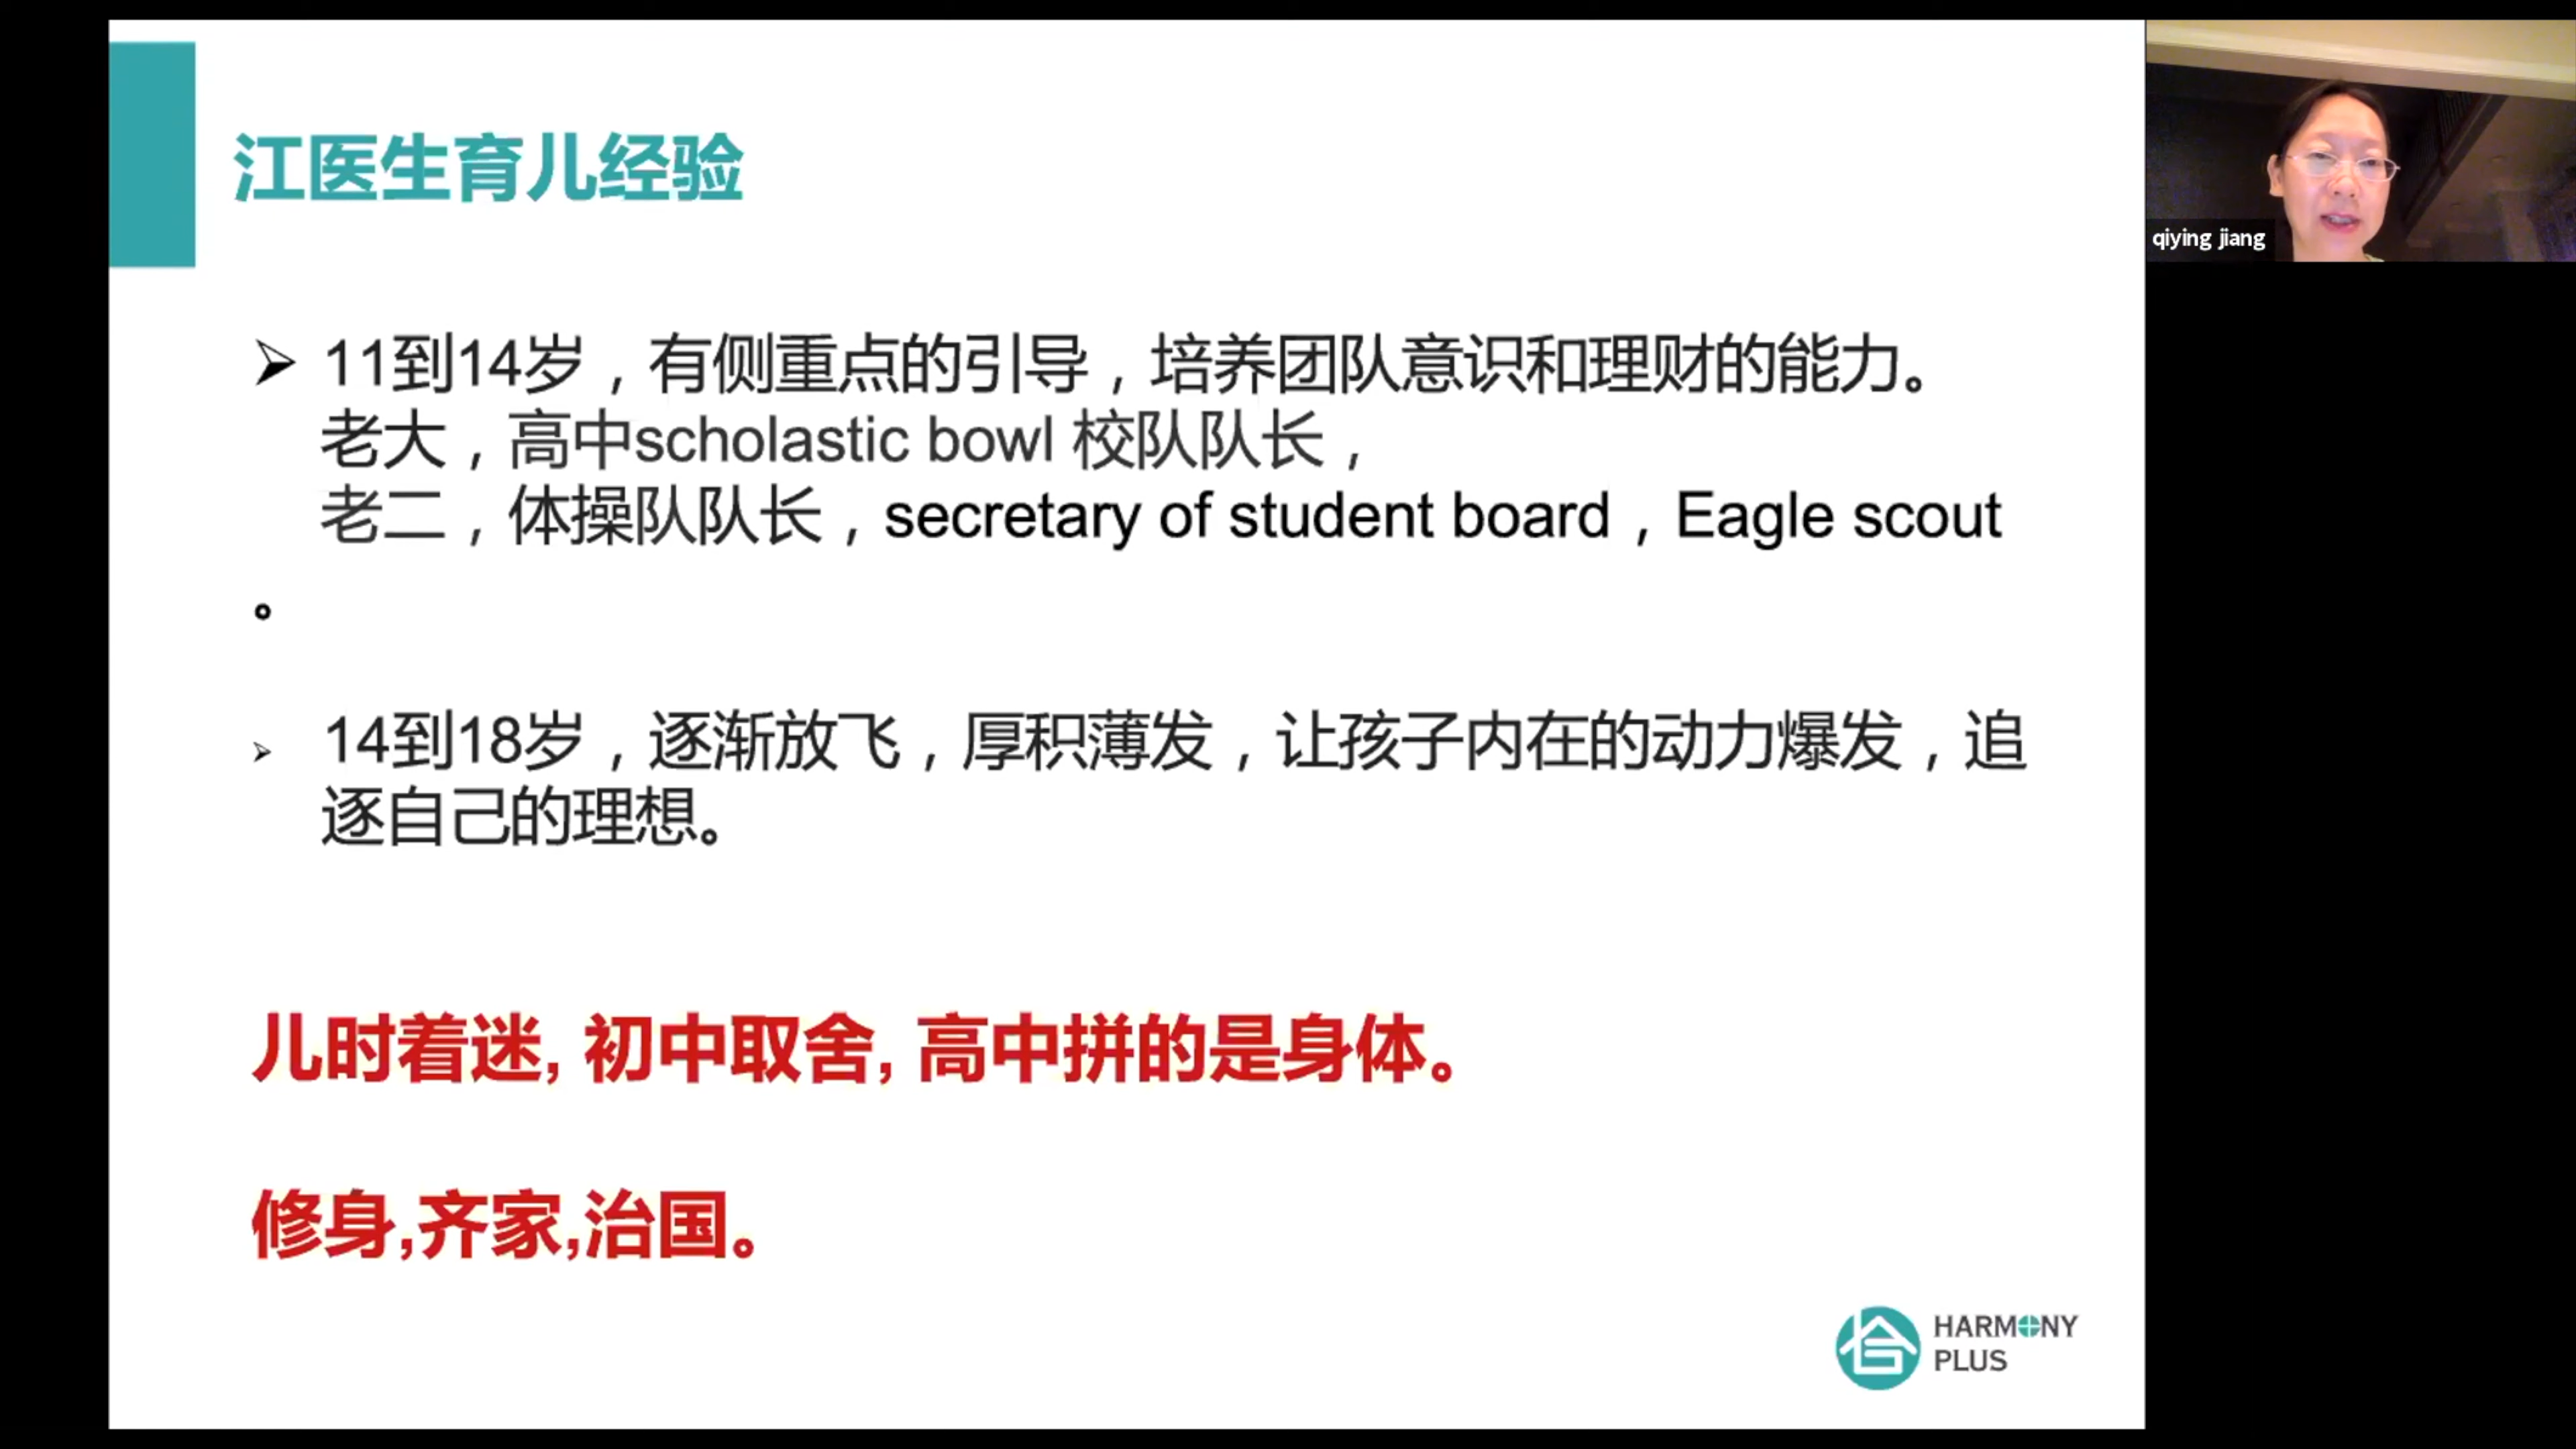 江医生育儿经验
qiying jiang
11到14岁，有侧重点的引导，培养团队意识和理财的能力。
老大，高中scholastic bowl 校队队长，
老二，体操队队长，secretary of student board，Eagle scout
。
14到18岁，逐渐放飞，厚积薄发，让孩子内在的动力爆发，追
逐自己的理想。
儿时着迷, 初中取舍, 高中拼的是身体。
修身,齐家,治国。
HARMONY
PLUS